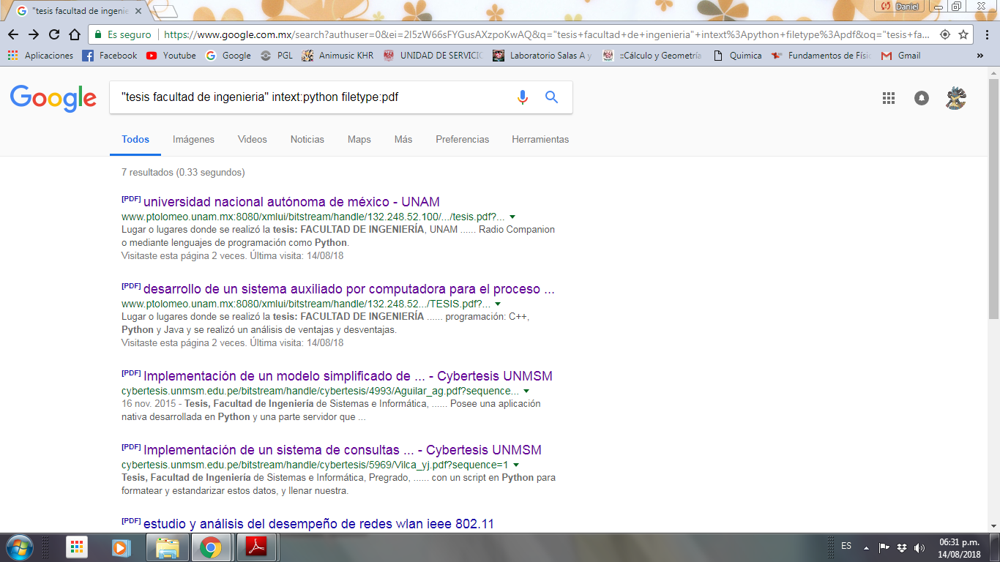 "tesis facultad de ingenie
Daniel
Es seguro
https://www.google.com.mx/search?authuser=0&ei=2I5zW66sFYGusAXzpoKwAQ&q="tesis+facultad+de+ingenieria"+intext%3Apython+filetype%3Apdf&oq="tesis+fa...
Aplicaciones Facebook Youtube Google PGL Animusic KHR UNIDAD DE SERVICIO Laboratorio Salas A y ::Cálculo y Geometría Quimica Fundamentos de Físic Gmail »
Google
"tesis facultad de ingenieria" intext:python filetype:pdf
Todos Imágenes Videos Noticias Maps Más Preferencias Herramientas
7 resultados (0.33 segundos)
[PDF] universidad nacional autónoma de méxico - UNAM
www.ptolomeo.unam.mx:8080/xmlui/bitstream/handle/132.248.52.100/.../tesis.pdf?...
Lugar o lugares donde se realizó la tesis: FACULTAD DE INGENIERÍA, UNAM ...... Radio Companion
o mediante lenguajes de programación como Python.
Visitaste esta página 2 veces. Última visita: 14/08/18
[PDF] desarrollo de un sistema auxiliado por computadora para el proceso ...
www.ptolomeo.unam.mx:8080/xmlui/bitstream/handle/132.248.52.../TESIS.pdf?...
Lugar o lugares donde se realizó la tesis: FACULTAD DE INGENIERÍA ...... programación: C++,
Python y Java y se realizó un análisis de ventajas y desventajas.
Visitaste esta página 2 veces. Última visita: 14/08/18
[PDF] Implementación de un modelo simplificado de ... - Cybertesis UNMSM
cybertesis.unmsm.edu.pe/bitstream/handle/cybertesis/4993/Aguilar_ag.pdf?sequence...
16 nov. 2015 - Tesis, Facultad de Ingeniería de Sistemas e Informática, ...... Posee una aplicación
nativa desarrollada en Python y una parte servidor que ...
[PDF] Implementación de un sistema de consultas ... - Cybertesis UNMSM
cybertesis.unmsm.edu.pe/bitstream/handle/cybertesis/5969/Vilca_yj.pdf?sequence=1
Tesis, Facultad de Ingeniería de Sistemas e Informática, Pregrado, ...... con un script en Python para
formatear y estandarizar estos datos, y llenar nuestra.
[PDF] estudio y análisis del desempeño de redes wlan ieee 802.11
ES
06:31 p.m.
14/08/2018